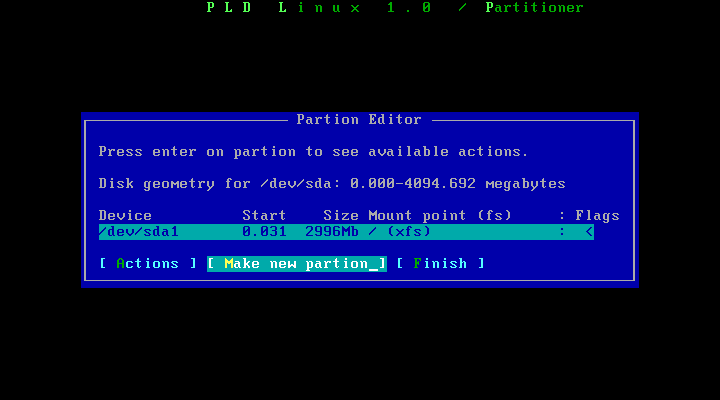 PLD Linux 1.0 / Partitioner
Partion Editor
Press enter on partion to see available actions.
Disk geometry for /dev/sda: 0.000-4094.692 megabytes
Device Start Size Mount point (fs) : Flags
/dev/sda1 0.031 2996Mb / (xfs) : <
[ Actions ] [ Make new partion_] [ Finish ]